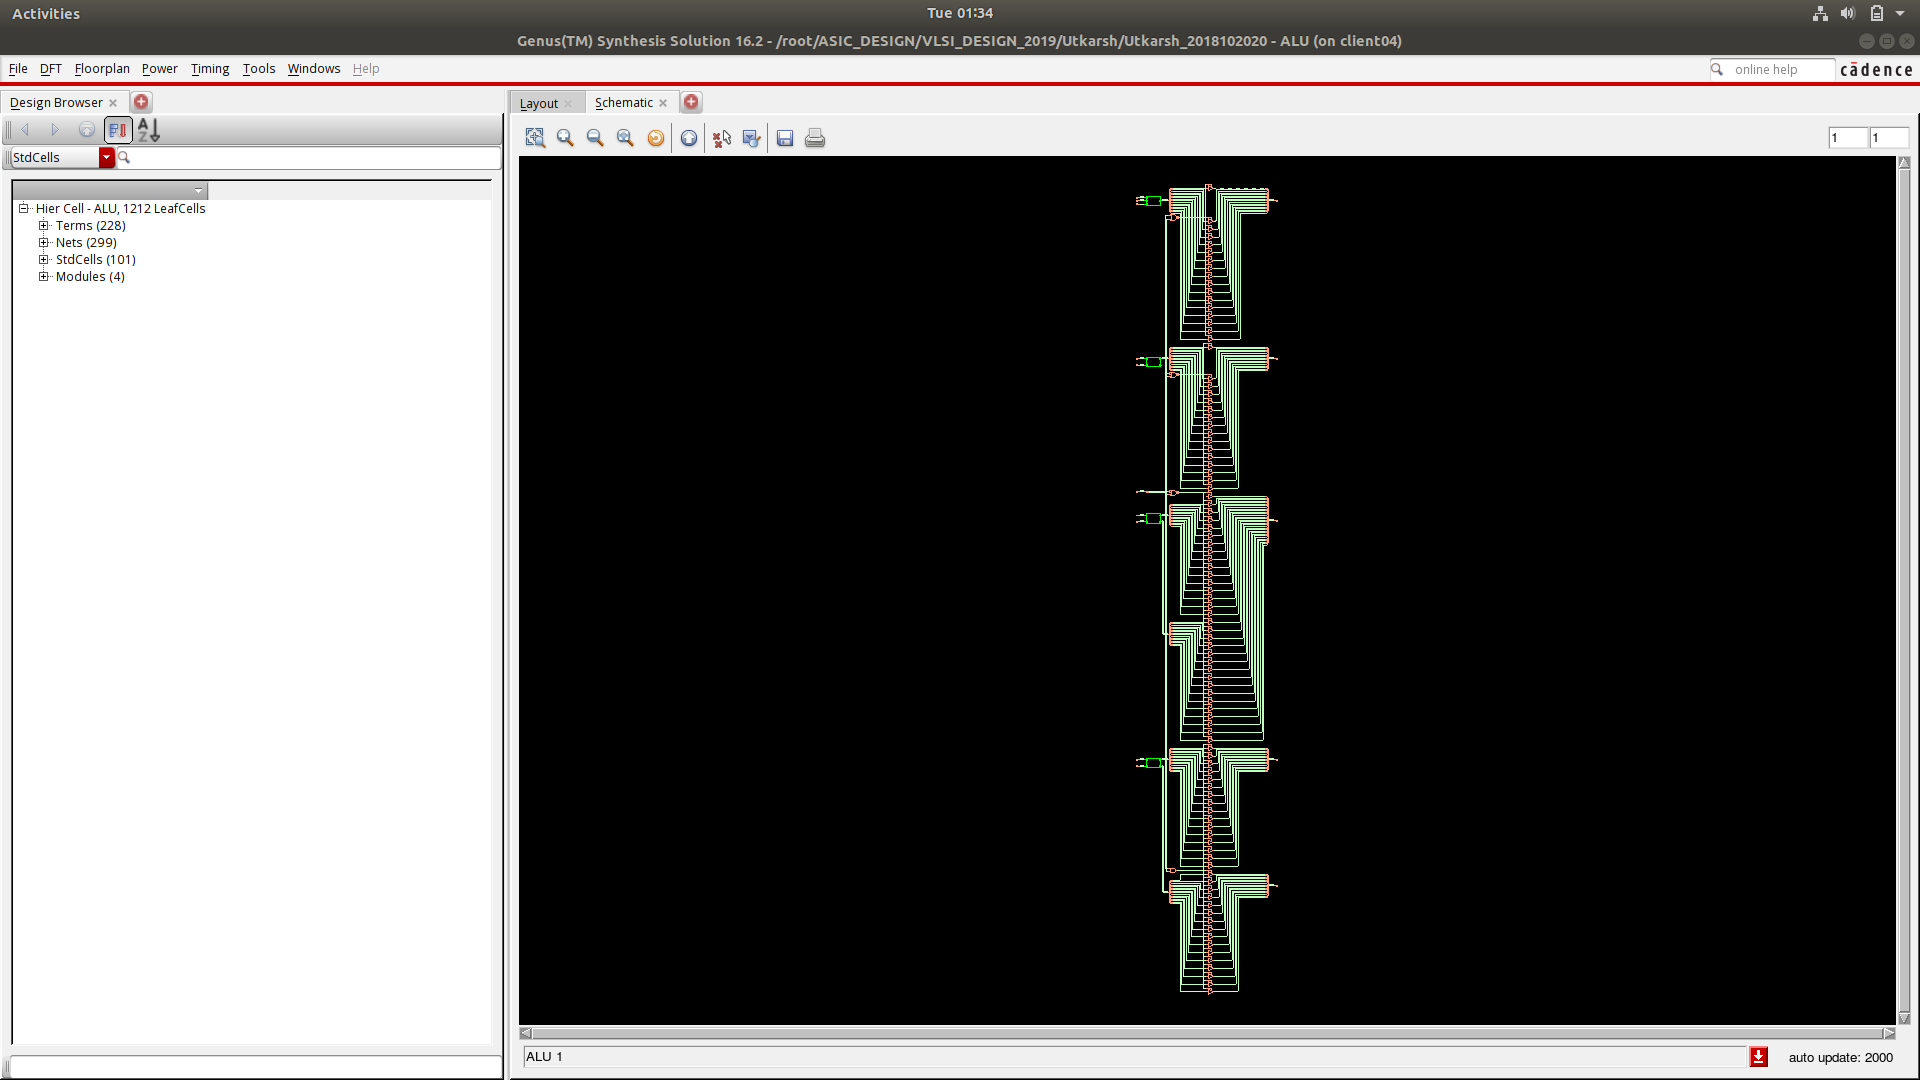 Activities
Tue 01:34
Genus(TM) Synthesis Solution 16.2 - /root/ASIC_DESIGN/VLSI_DESIGN_2019/Utkarsh/Utkarsh_2018102020 - ALU (on client04)
File DFT Floorplan Power Timing Tools Windows Help
online help
cādence
Design Browser
Layout
Schematic
A
Z
1
1
StdCells
Hier Cell - ALU, 1212 LeafCells
Terms (228)
Nets (299)
StdCells (101)
Modules (4)
ALU 1
auto update: 2000